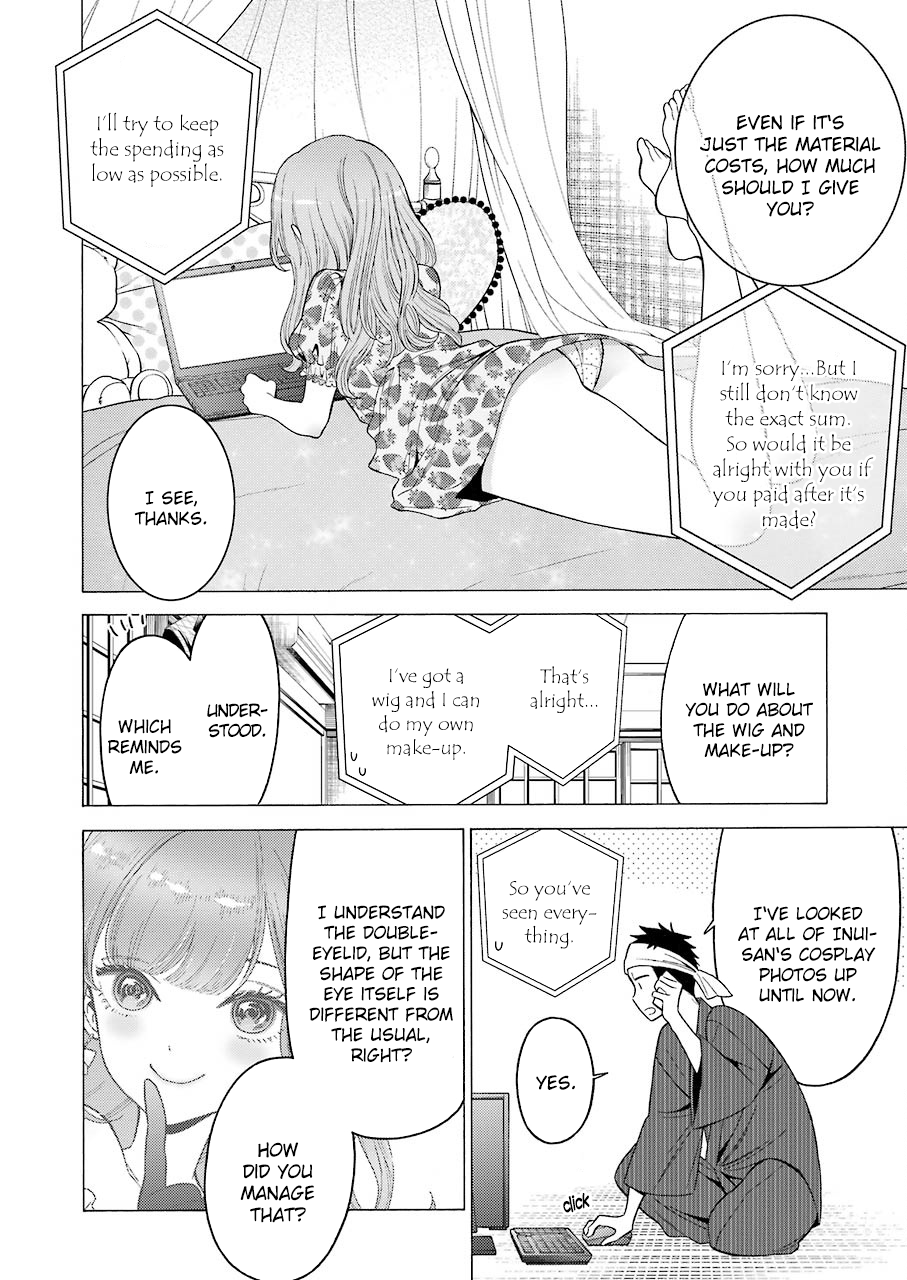 EVEN IF IT'S
JUST THE MATERIAL
COSTS, HOW MUCH
SHOULD I GIVE
YOU?
I'm sorry...But I
still don't know
the exact sum.
So would it be
alright with you if
you paid after it's
made?
I'll try to keep
the spending as
low as possible.
I SEE,
THANKS.
WHAT WILL
YOU DO ABOUT
THE WIG AND
MAKE-UP?
That's
alright...
I've got a
wig and I can
do my own
make-up.
UNDER-
STOOD.
WHICH
REMINDS
ME.
I'VE LOOKED
AT ALL OF INUI-
SAN'S COSPLAY
PHOTOS UP
UNTIL NOW.
So you've
seen every-
thing.
YES.
click
I UNDERSTAND
THE DOUBLE-
EYELID, BUT THE
SHAPE OF THE
EYE ITSELF IS
DIFFERENT FROM
THE USUAL,
RIGHT?
HOW
DID YOU
MANAGE
THAT?